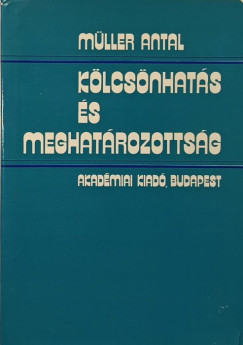 MÜLLER ANTAL
KÖLCSÖNHATÁS
ÉS
MEGHATÁROZOTTSÁG
AKADÉMIAI KIADÓ, BUDAPEST